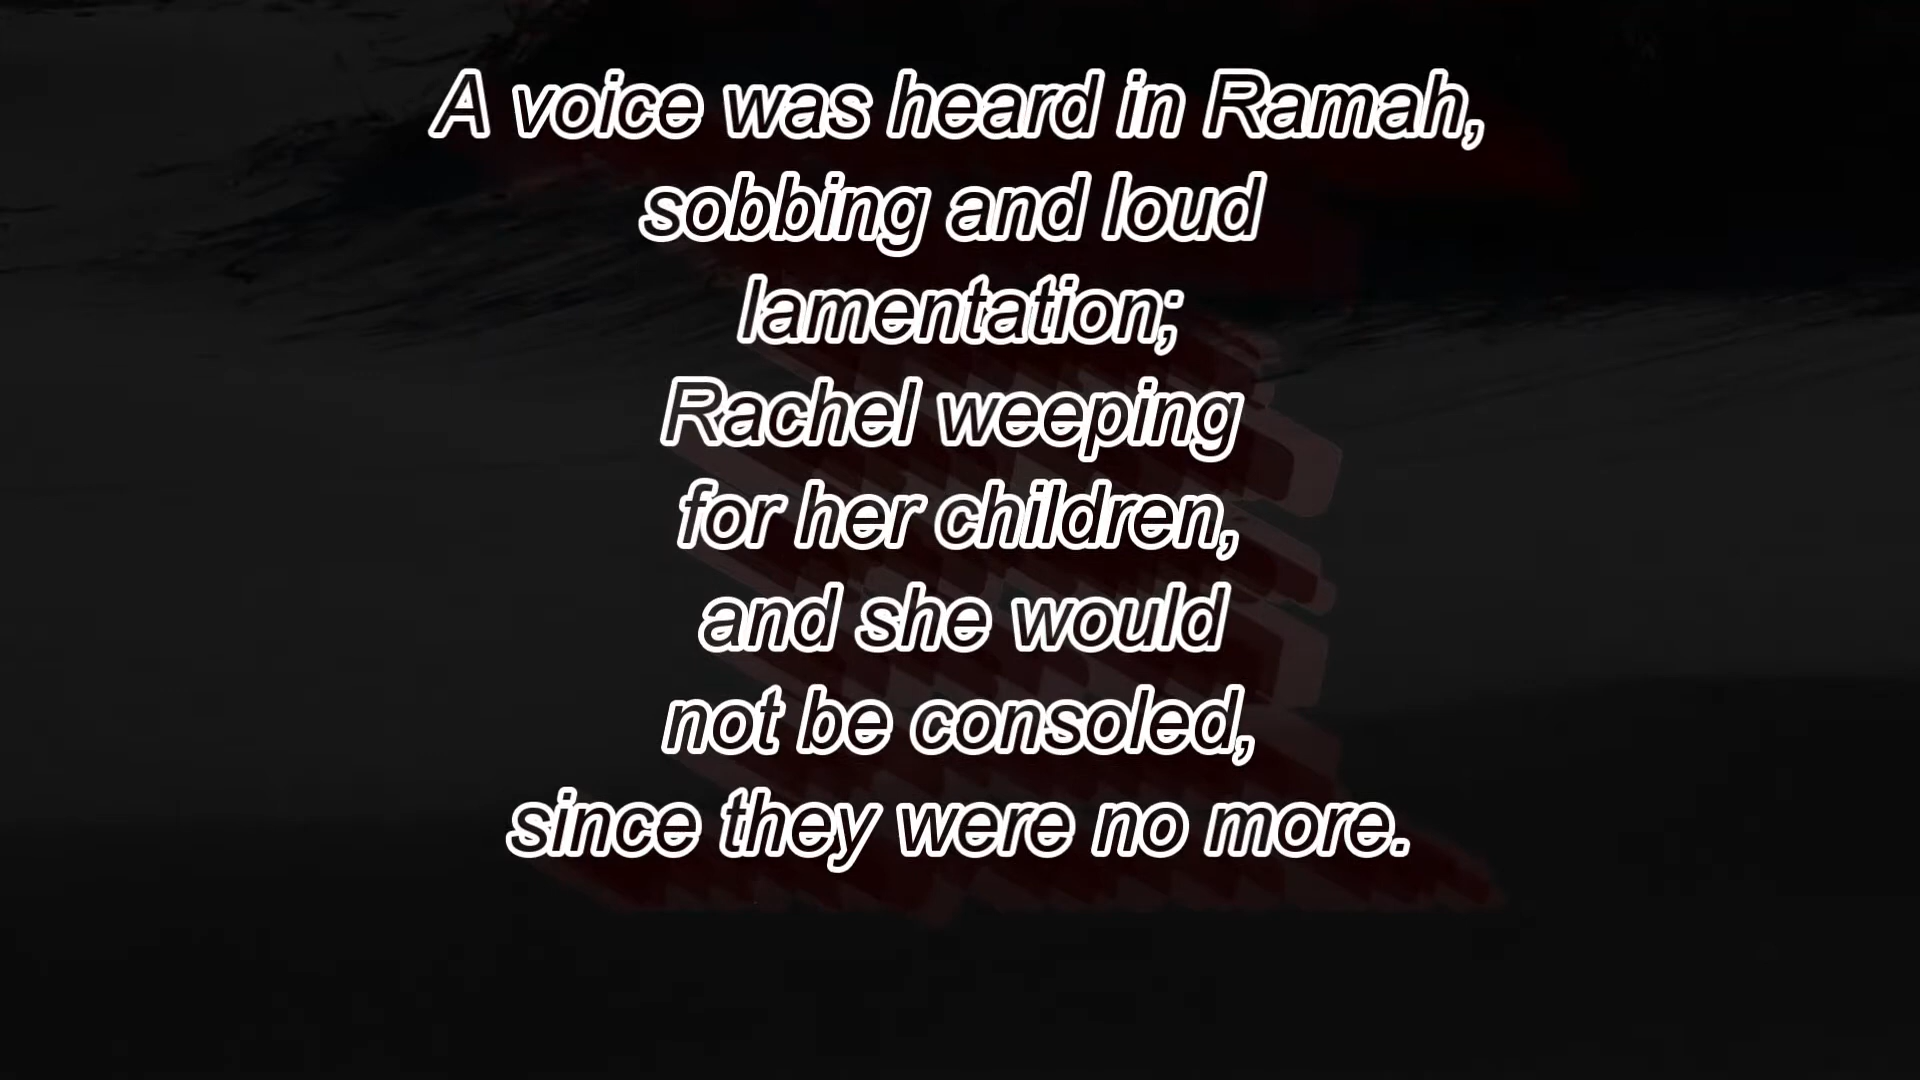 A voice was heard in Ramah,
sobbing and loud
lamentation;
Rachel weeping
for her children,
and she would
not be consoled,
since they were no more.